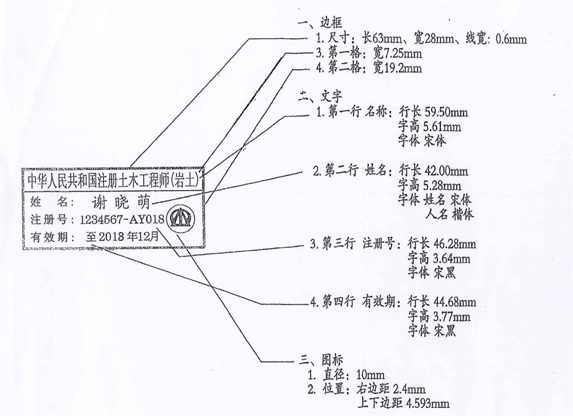 一、边框
1.尺寸：长63mm、宽28mm、线宽：0.6mm
3.第一格：宽7.25mm
4.第二格：宽19.2mm
二、文字
1.第一行 名称：行长 59.50mm
字高 5.61mm
字体 宋体
2.第二行 姓名：行长 42.00mm
字高 5.28mm
字体 姓名 宋体
人名 楷体
3.第三行 注册号：行长 46.28mm
字高 3.64mm
字体 宋黑
4.第四行 有效期：行长 44.68mm
字高 3.77mm
字体 宋黑
三、图标
1. 直径：10mm
2. 位置：右边距 2.4mm
上下边距 4.593mm
中华人民共和国注册土木工程师(岩土)
姓 名： 谢晓萌
注册号：1234567-AY018
有效期： 至2013年12月